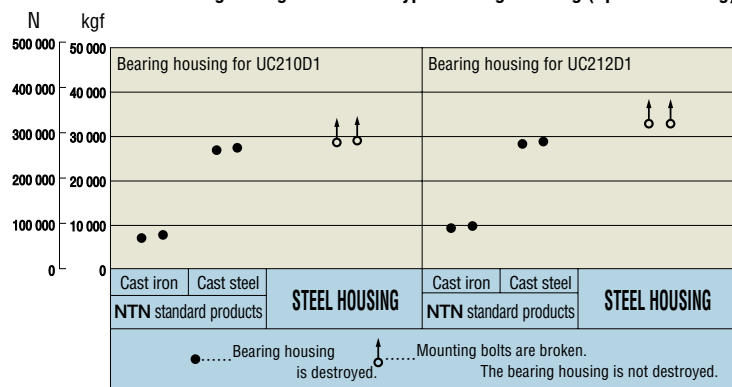 N kgf
500 000 50 000
Bearing housing for UC210D1 Bearing housing for UC212D1
400 000 40 000
300 000 30 000
200 000 20 000
100 000 10 000
0 0
Cast iron Cast steel STEEL HOUSING Cast iron Cast steel STEEL HOUSING
NTN standard products NTN standard products
......Bearing housing is destroyed. ......Mounting bolts are broken.
The bearing housing is not destroyed.